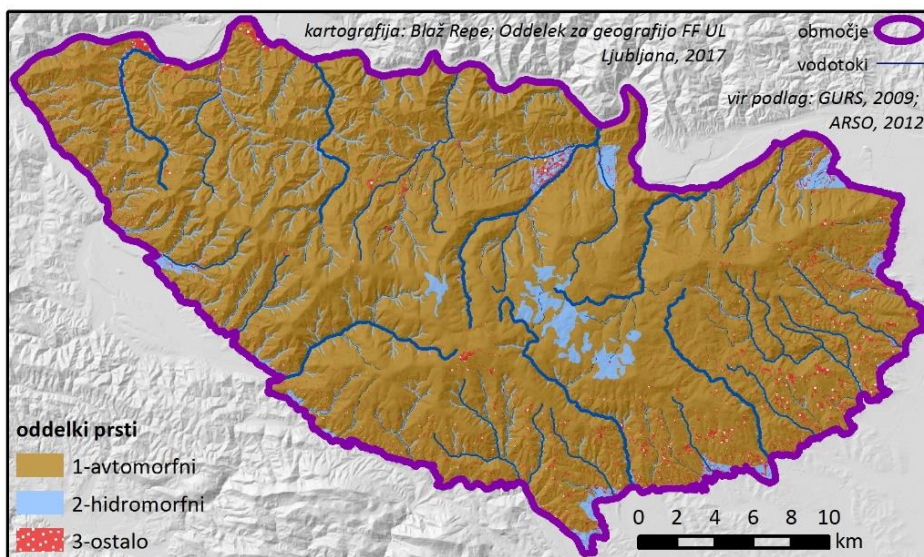 kartografija: Blaž Repe; Oddelek za geografijo FF UL
Ljubljana, 2017
območje
vodotoki
vir podlag: GURS, 2009;
ARSO, 2012
oddelki prsti
1-avtomorfni
2-hidromorfni
3-ostalo
0 2 4 6 8 10
km